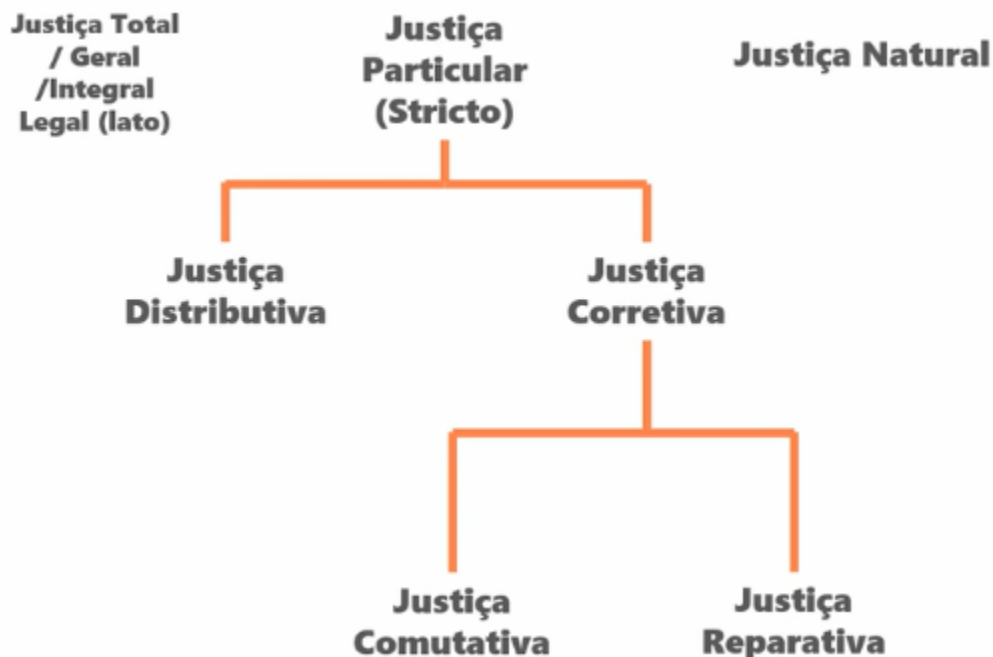 Justiça Total
/ Geral
/Integral
Legal (lato)
Justiça
Particular
(Stricto)
Justiça Natural
Justiça
Distributiva
Justiça
Corretiva
Justiça
Comutativa
Justiça
Reparativa